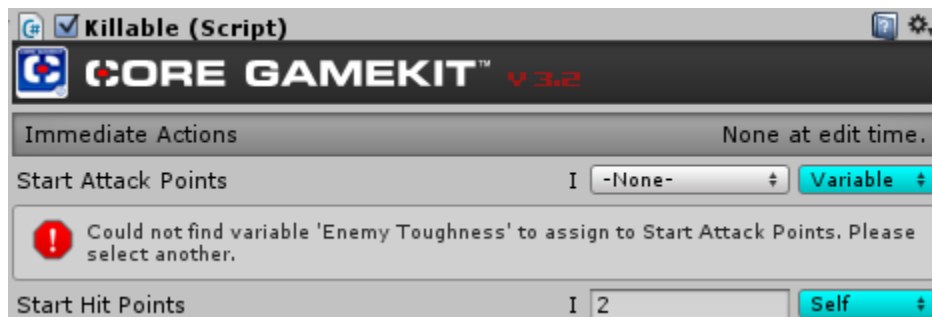 Killable (Script)
CORE GAMEKIT™ V 3.2
Immediate Actions None at edit time.
Start Attack Points I -None- Variable
Could not find variable 'Enemy Toughness' to assign to Start Attack Points. Please
select another.
Start Hit Points I 2 Self